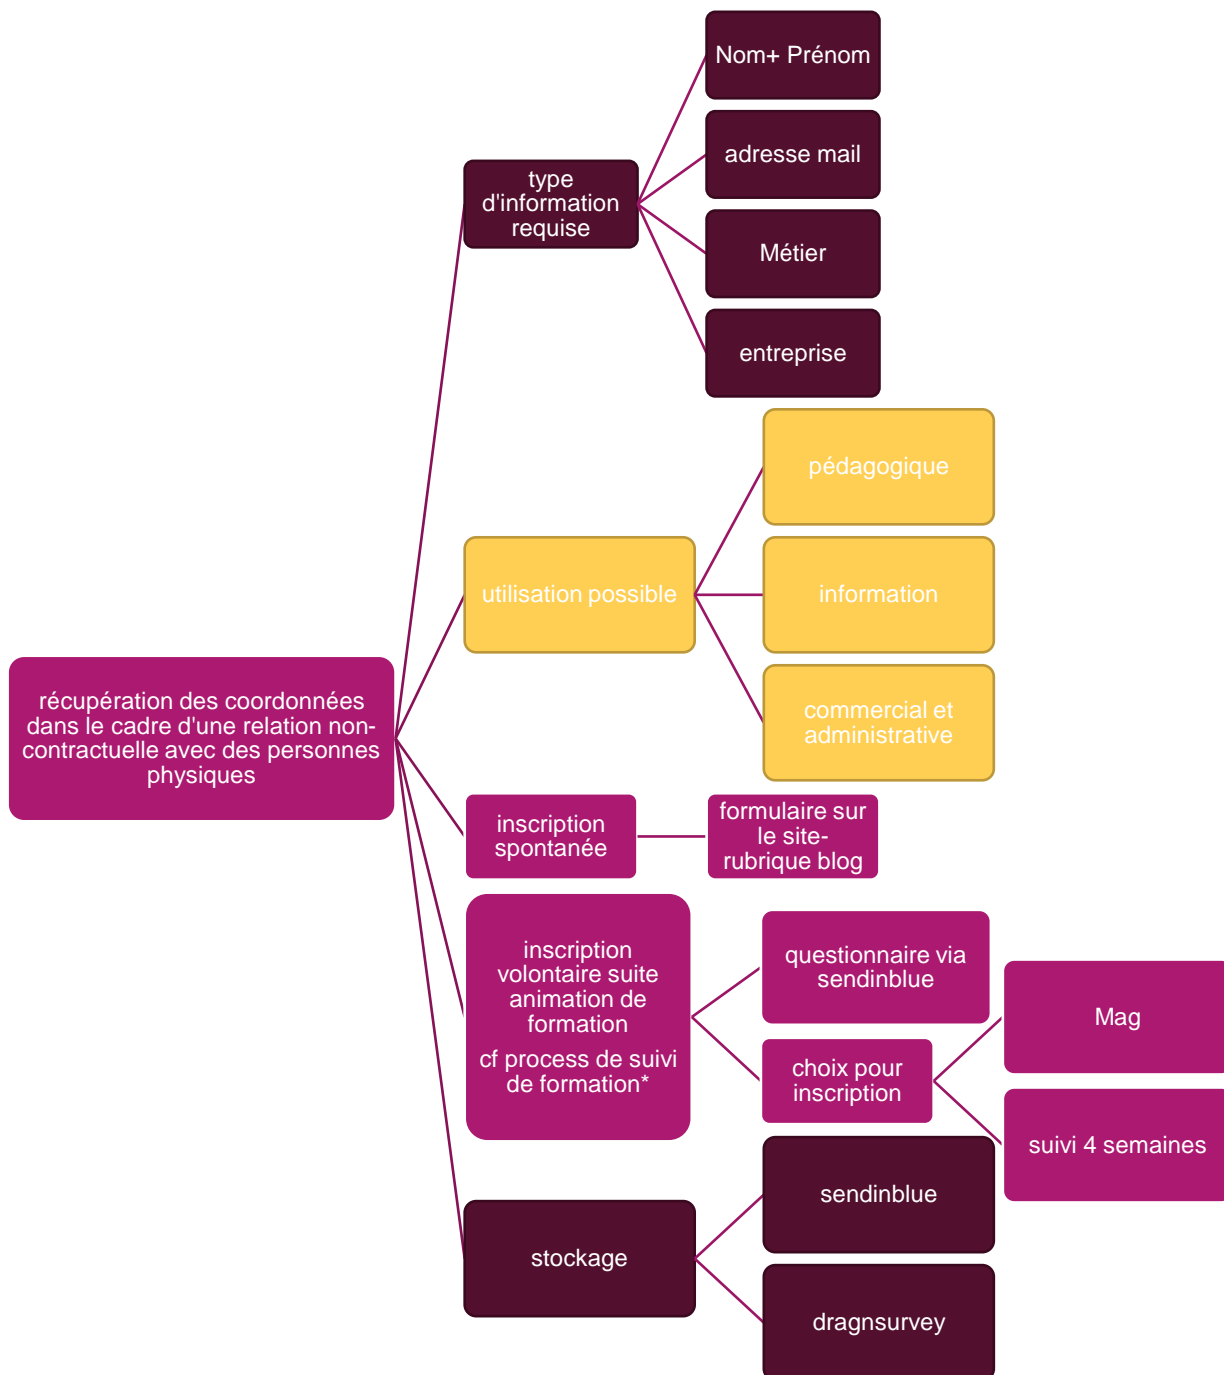 récupération des coordonnées
dans le cadre d'une relation non-
contractuelle avec des personnes
physiques
type
d'information
requise
Nom+ Prénom
adresse mail
Métier
entreprise
utilisation possible
pédagogique
information
commercial et
administrative
inscription
spontanée
formulaire sur
le site-
rubrique blog
inscription
volontaire suite
animation de
formation
cf process de suivi
de formation*
questionnaire via
sendinblue
choix pour
inscription
Mag
suivi 4 semaines
stockage
sendinblue
dragnsurvey